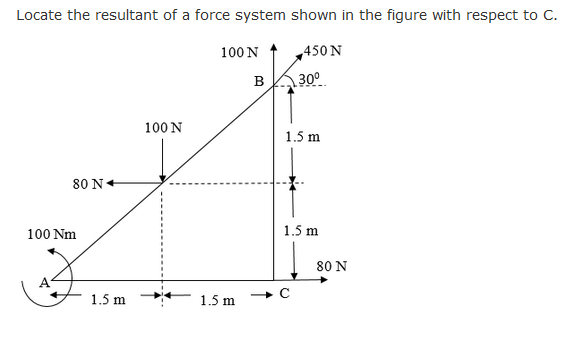 Locate the resultant of a force system shown in the figure with respect to C.
100 N
450 N
B
30⁰
100 N
1.5 m
80 N
100 Nm
1.5 m
80 N
A
1.5 m
1.5 m
C